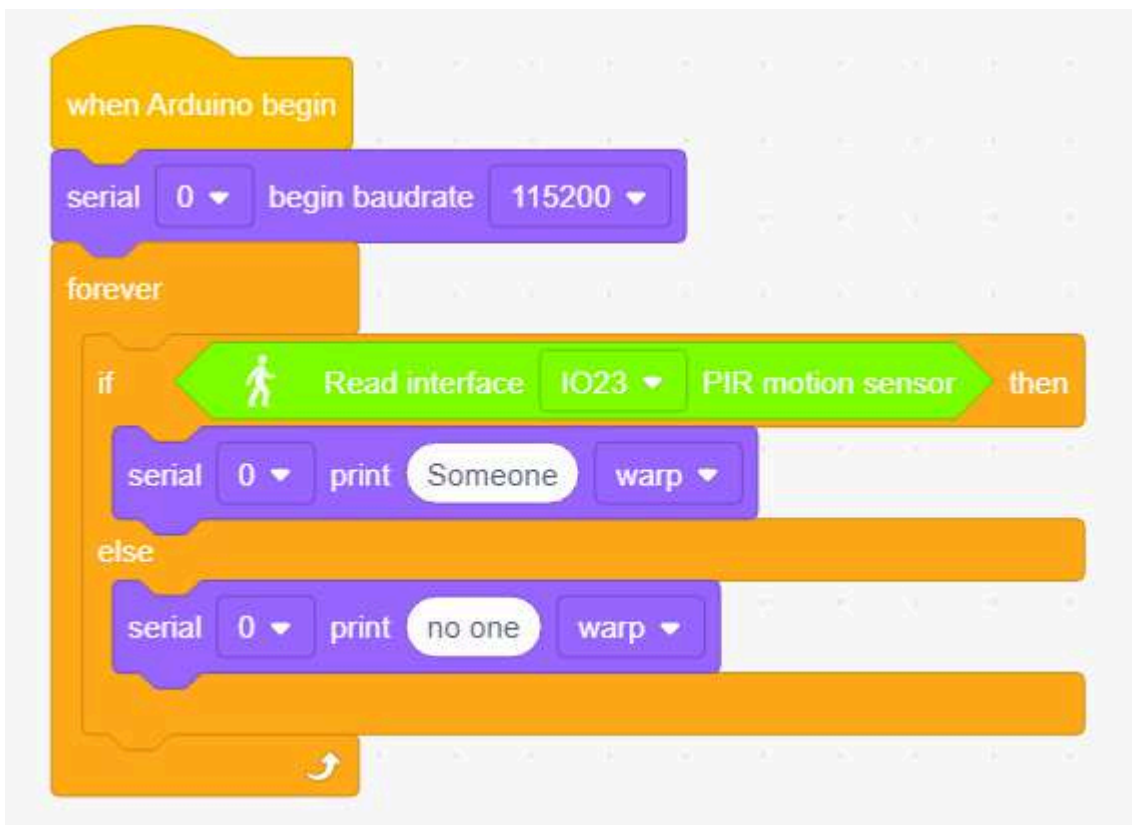 when Arduino begin
serial 0 begin baudrate 115200
forever
if Read interface IO23 PIR motion sensor then
serial 0 print Someone warp
else
serial 0 print no one warp